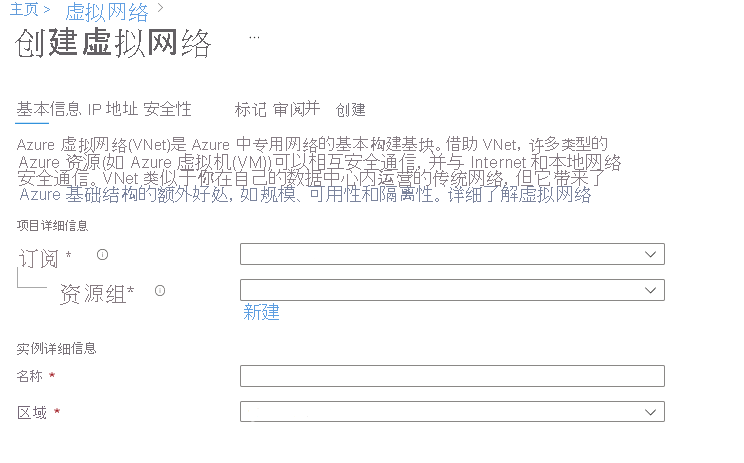 主页 > 虚拟网络 >
创建虚拟网络 ...
基本信息 IP 地址 安全性 标记 审阅并 创建
Azure 虚拟网络(VNet)是 Azure 中专用网络的基本构建基块。借助 VNet, 许多类型的
Azure 资源(如 Azure 虚拟机(VM))可以相互安全通信, 并与 Internet 和本地网络
安全通信。VNet 类似于你在自己的数据中心内运营的传统网络, 但它带来了
Azure 基础结构的额外好处, 如规模、可用性和隔离性。详细了解虚拟网络
项目详细信息
订阅 *
资源组*
新建
实例详细信息
名称 *
区域 *